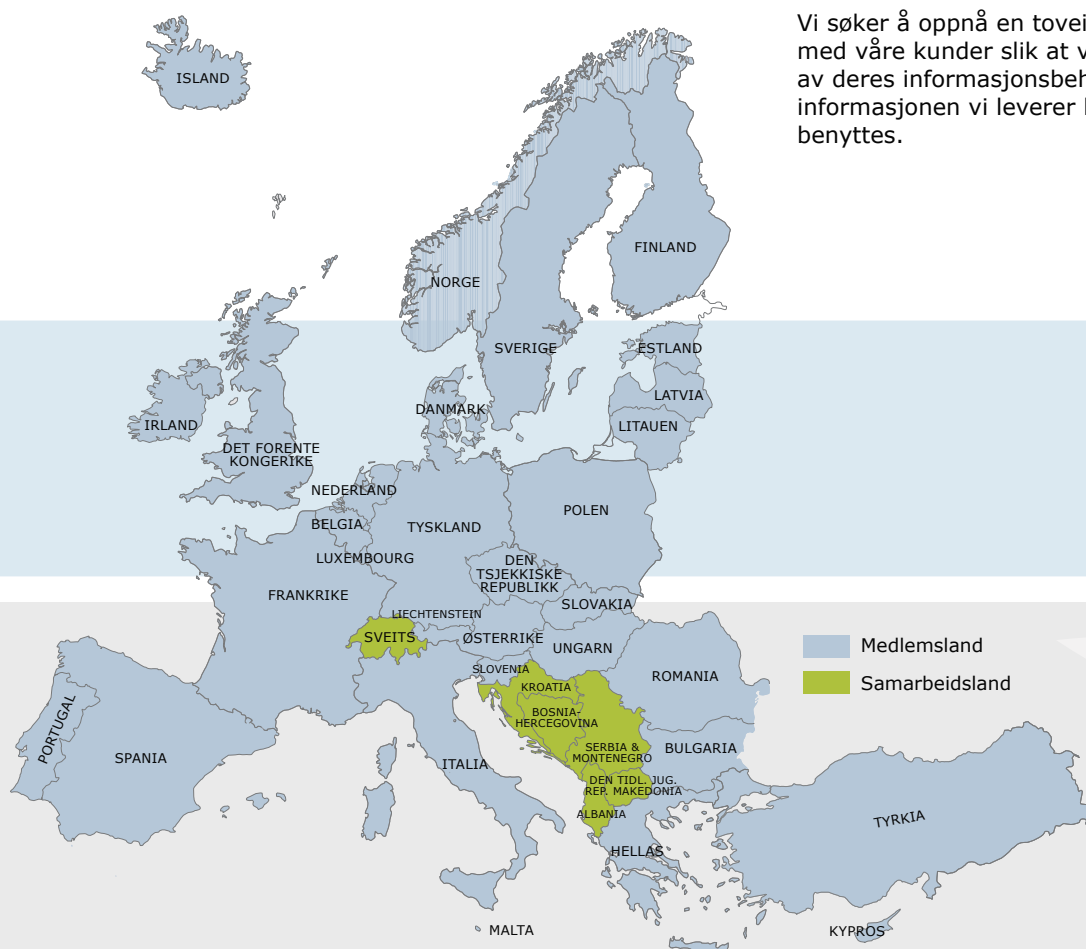 Vi søker å oppnå en
med våre kunder slik at
av deres
informasjonen vi leverer
benyttes.
ISLAND
FINLAND
NORGE
SVERIGE
ESTLAND
LATVIA
DANMARK
LITAUEN
IRLAND
DET FORENTE
KONGERIKE
NEDERLAND
POLEN
BELGIA
TYSKLAND
LUXEMBOURG
DEN
TSJEKKISKE
REPUBLIKK
FRANKRIKE
SLOVAKIA
LIECHTENSTEIN
SVEITS
ØSTERRIKE
UNGARN
Medlemsland
SLOVENIA
ROMANIA
KROATIA
Samarbeidsland
BOSNIA-
HERCEGOVINA
PORTUGAL
SERBIA &
MONTENEGRO
BULGARIA
SPANIA
ITALIA
DEN TIDL. JUG.
REP. MAKEDONIA
ALBANIA
TYRKIA
HELLAS
MALTA
KYPROS